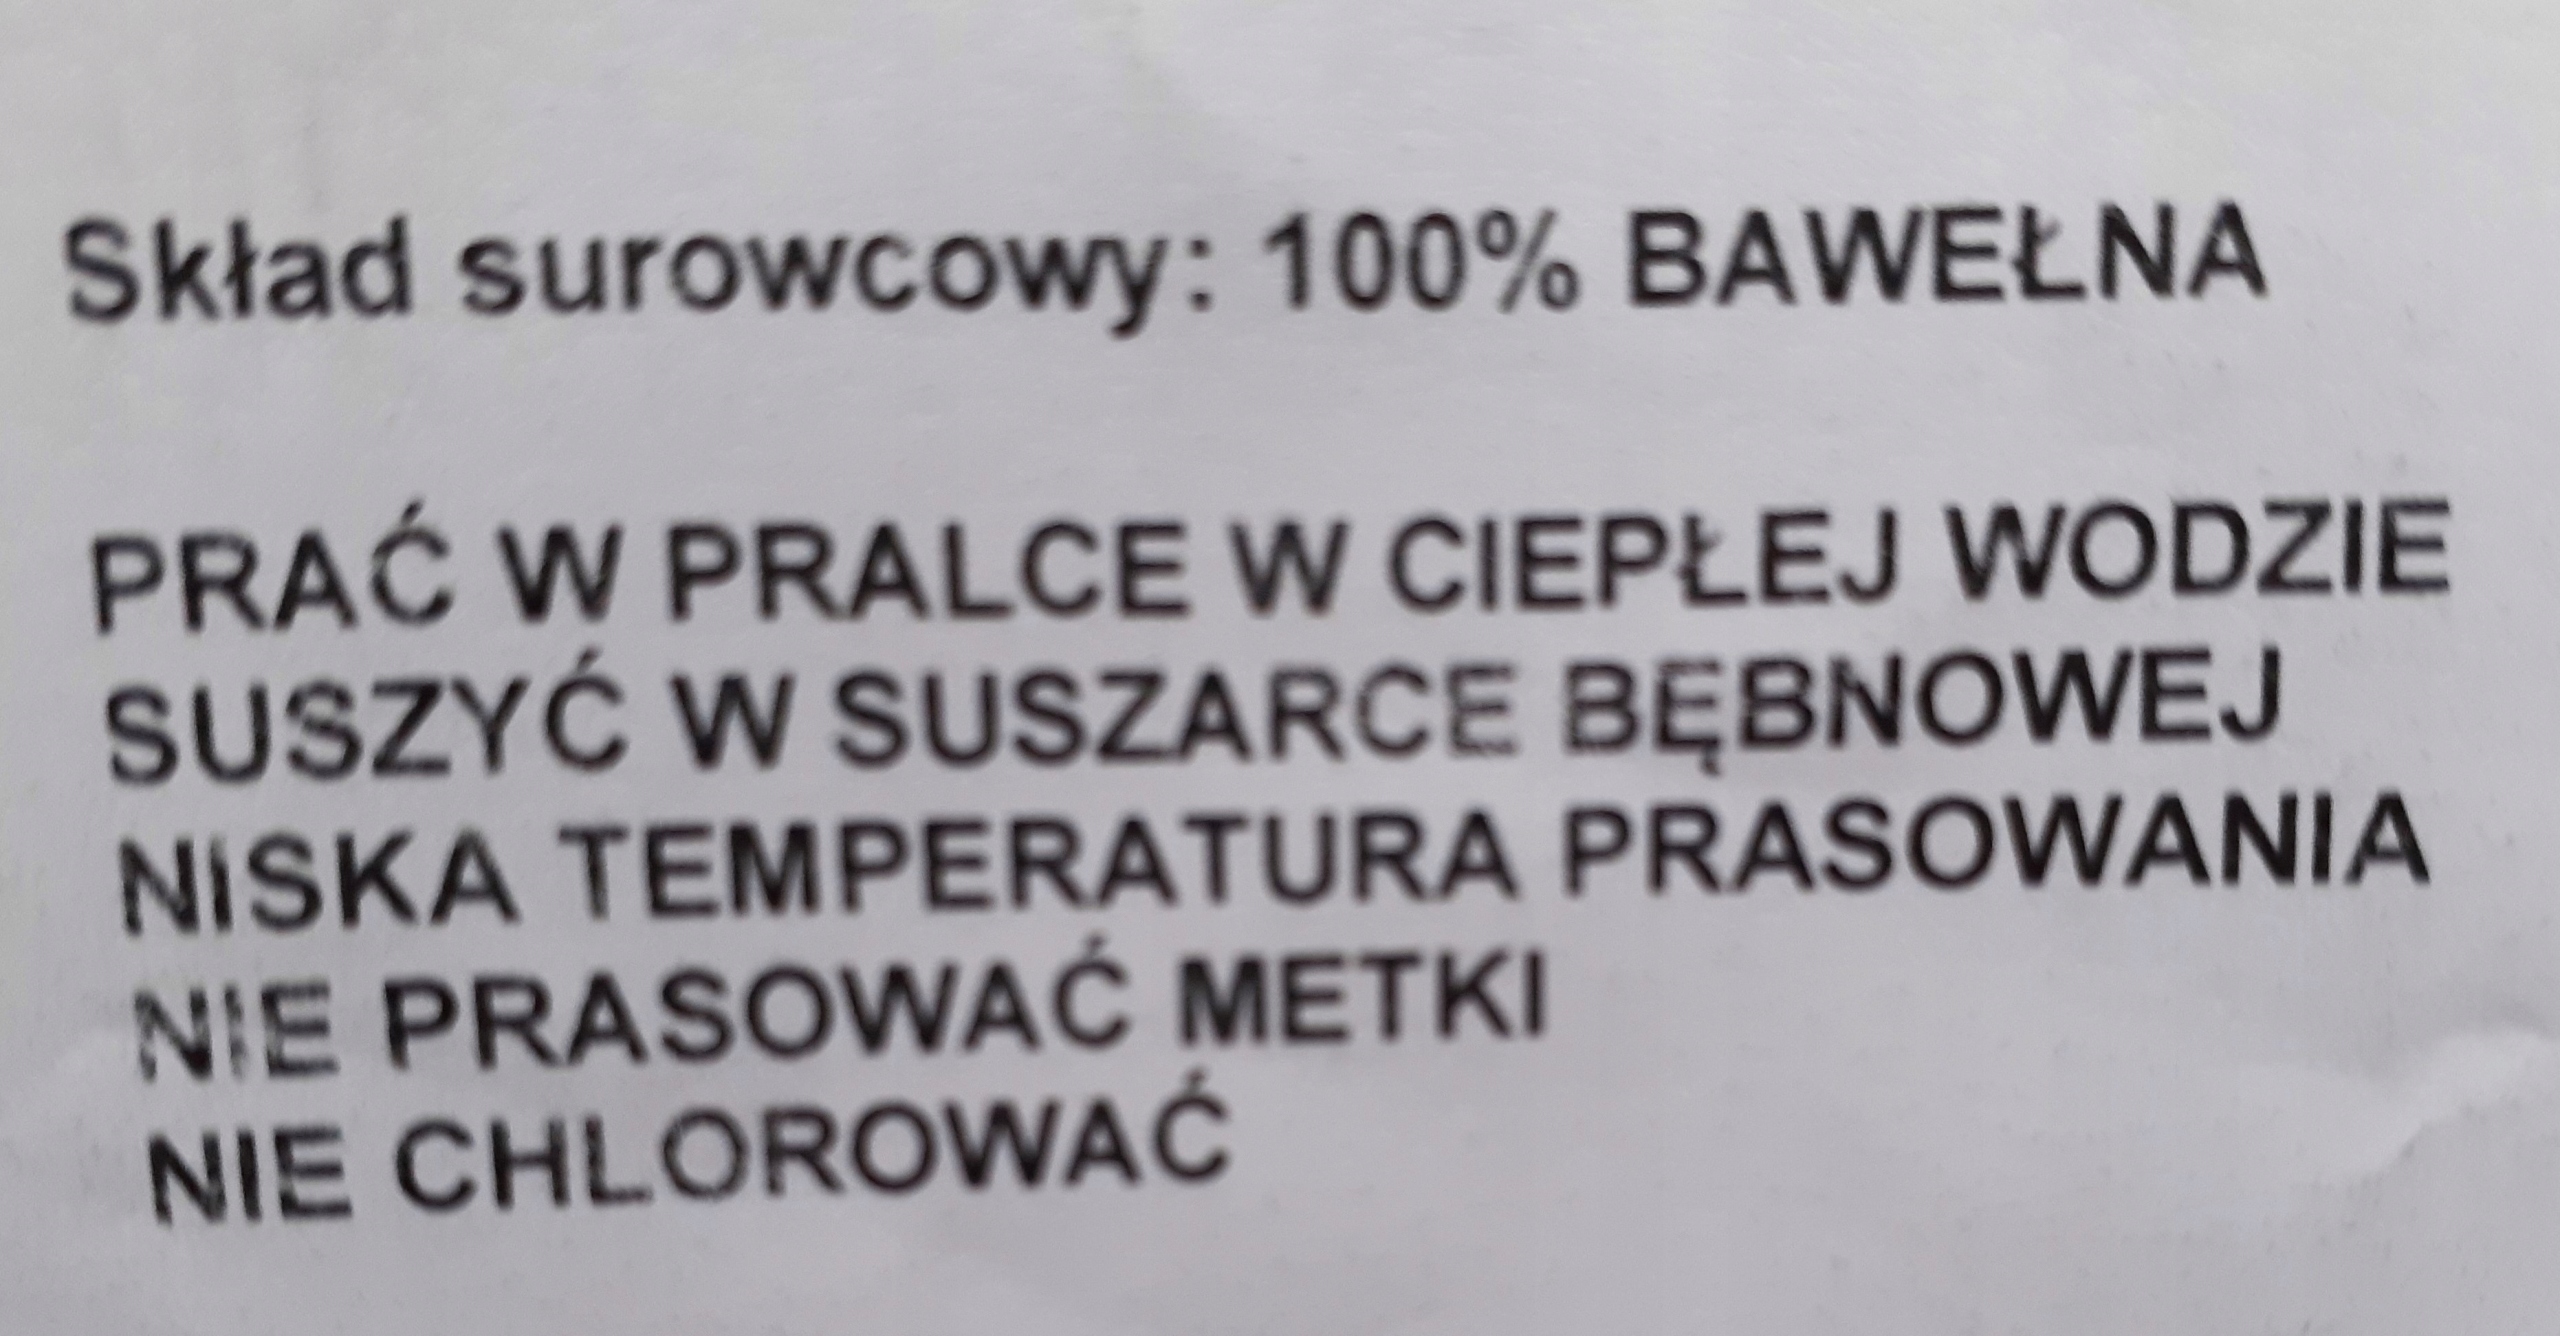 Skład surowcowy: 100% BAWEŁNA
PRAĆ W PRALCE W CIEPŁEJ WODZIE
SUSZYĆ W SUSZARCE BĘBNOWEJ
NISKA TEMPERATURA PRASOWANIA
NIE PRASOWAĆ METKI
NIE CHLOROWAĆ